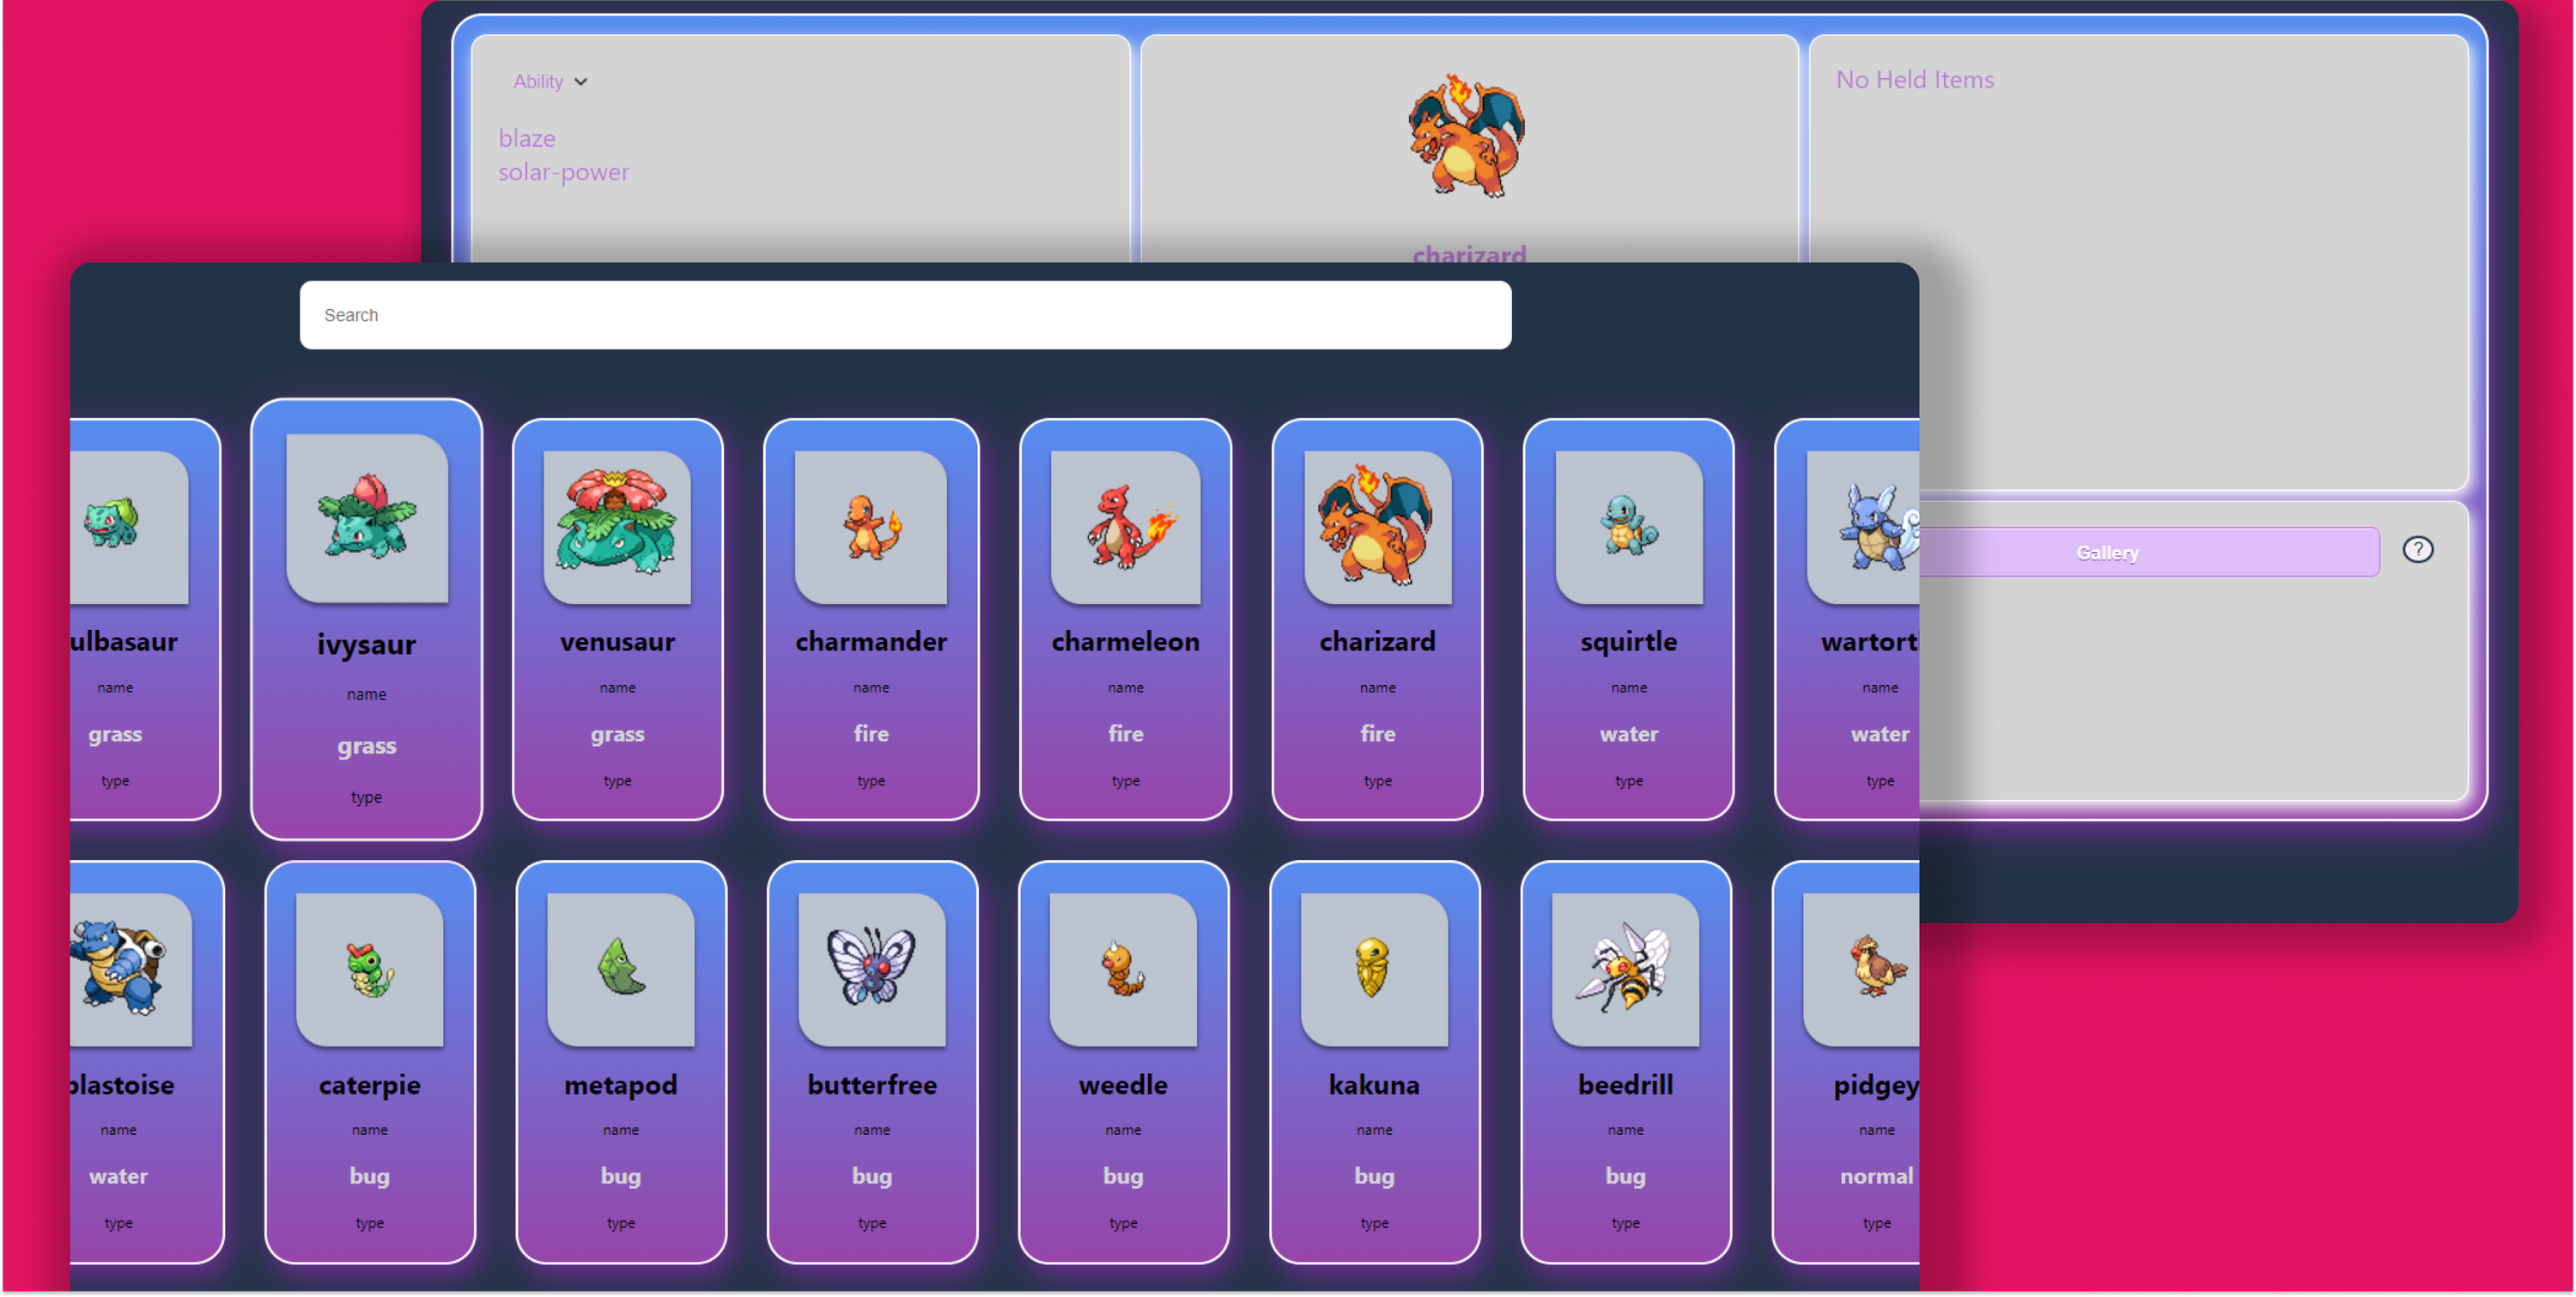 Ability
No Held Items
blaze
solar-power
charizard
Search
Gallery
?
ulbasaur ivysaur venusaur charmander charmeleon charizard squirtle wartort
name name name name name name name name
grass grass grass fire fire fire water water
type type type type type type type type
blastoise caterpie metapod butterfree weedle kakuna beedrill pidgey
name name name name name name name name
water bug bug bug bug bug bug normal
type type type type type type type type